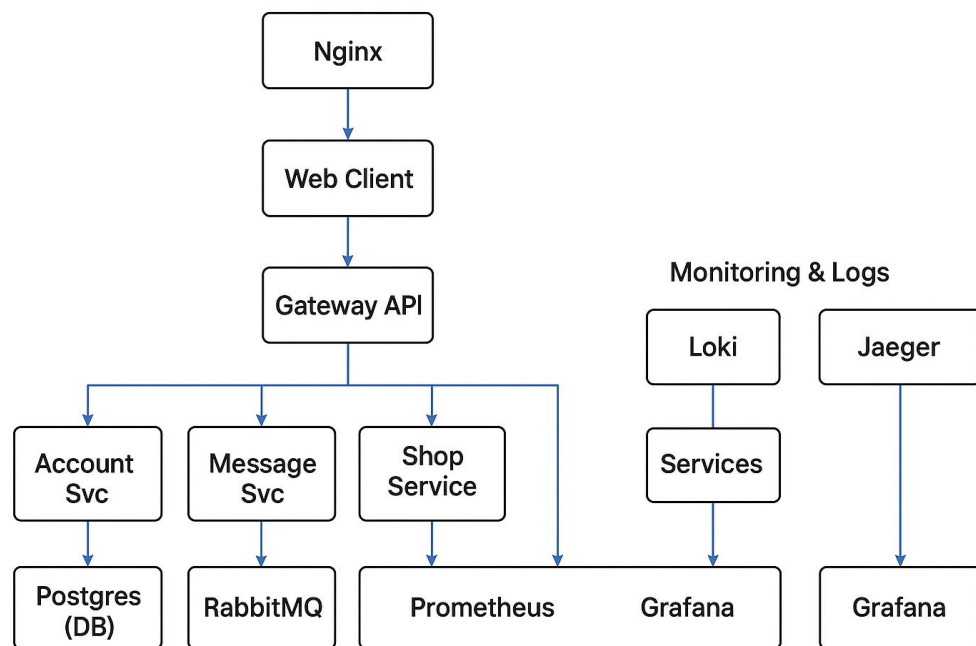 Nginx
Web Client
Gateway API
Monitoring & Logs
Loki
Jaeger
Account
Svc
Message
Svc
Shop
Service
Services
Postgres
(DB)
RabbitMQ
Prometheus
Grafana
Grafana